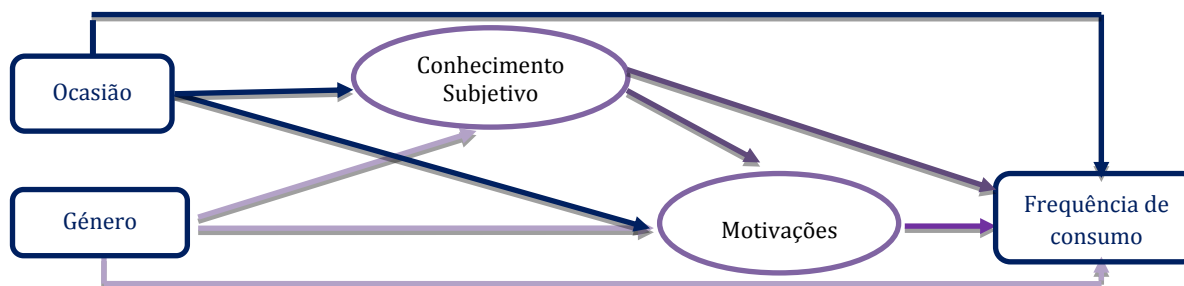 Ocasião
Conhecimento
Subjetivo
Género
Motivações
Frequência de
consumo